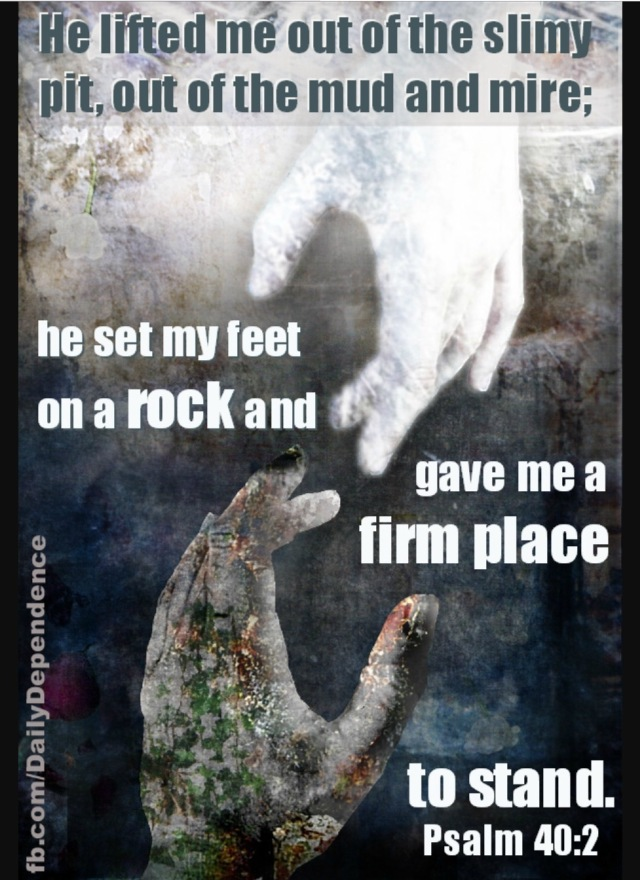 He lifted me out of the slimy
pit, out of the mud and mire;
he set my feet
on a rock and
gave me a
firm place
to stand.
Psalm 40:2
fb.com/DailyDependence